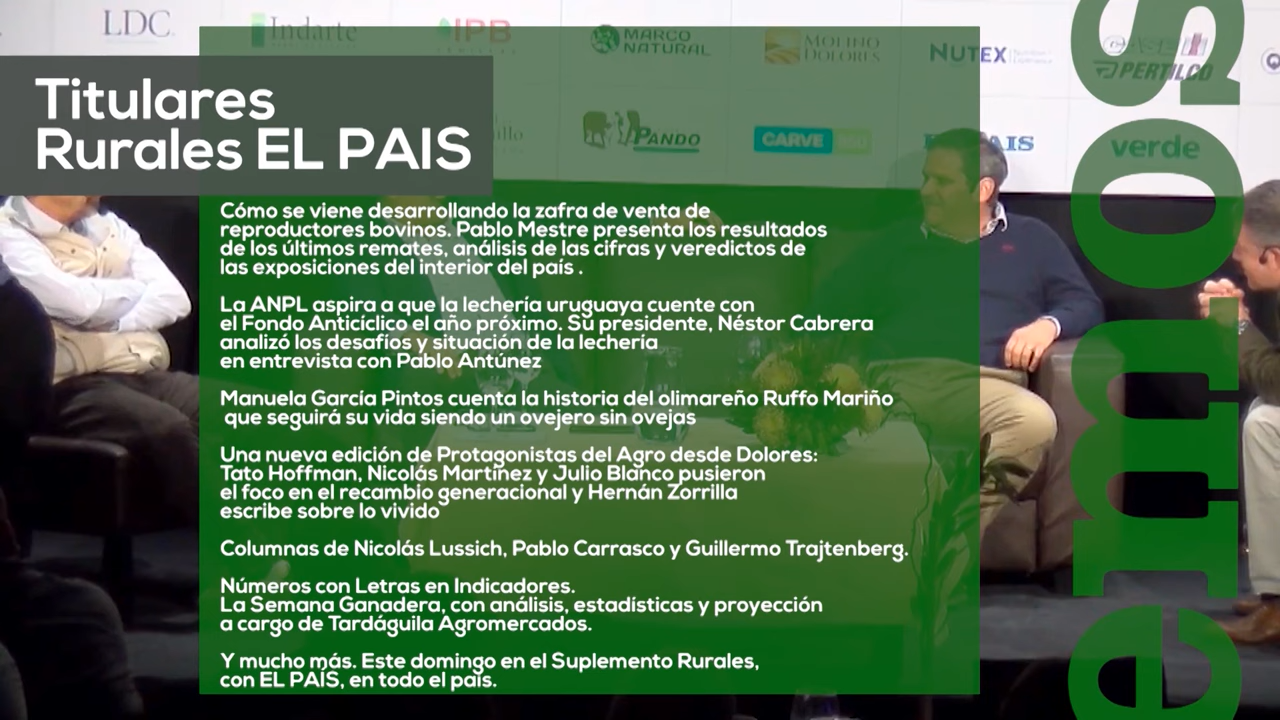 LDC.
Indarte
IPB
MARCO
NATURAL
MOLINO
DOLORES
NUTEX
CASE IH
PERTILCO
Titulares
Rurales EL PAIS
PANDO
CARVE 850
verde
emos
Cómo se viene desarrollando la zafra de venta de
reproductores bovinos. Pablo Mestre presenta los resultados
de los últimos remates, análisis de las cifras y veredictos de
las exposiciones del interior del país .
La ANPL aspira a que la lechería uruguaya cuente con
el Fondo Anticíclico el año próximo. Su presidente, Néstor Cabrera
analizó los desafíos y situación de la lechería
en entrevista con Pablo Antúnez
Manuela García Pintos cuenta la historia del olimareño Ruffo Mariño
que seguirá su vida siendo un ovejero sin ovejas
Una nueva edición de Protagonistas del Agro desde Dolores:
Tato Hoffman, Nicolás Martínez y Julio Blanco pusieron
el foco en el recambio generacional y Hernán Zorrilla
escribe sobre lo vivido
Columnas de Nicolás Lussich, Pablo Carrasco y Guillermo Trajtenberg.
Números con Letras en Indicadores.
La Semana Ganadera, con análisis, estadísticas y proyección
a cargo de Tardáguila Agromercados.
Y mucho más. Este domingo en el Suplemento Rurales,
con EL PAÍS, en todo el país.